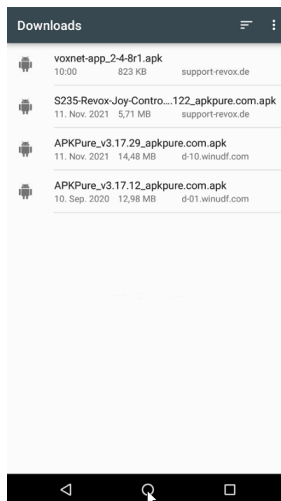 Downloads
voxnet-app_2-4-8r1.apk
10:00 823 KB support-revox.de
S235-Revox-Joy-Contro....122_apkpure.com.apk
11. Nov. 2021 5,71 MB support-revox.de
APKPure_v3.17.29_apkpure.com.apk
11. Nov. 2021 14,48 MB d-10.winudf.com
APKPure_v3.17.12_apkpure.com.apk
10. Sep. 2020 12,98 MB d-01.winudf.com